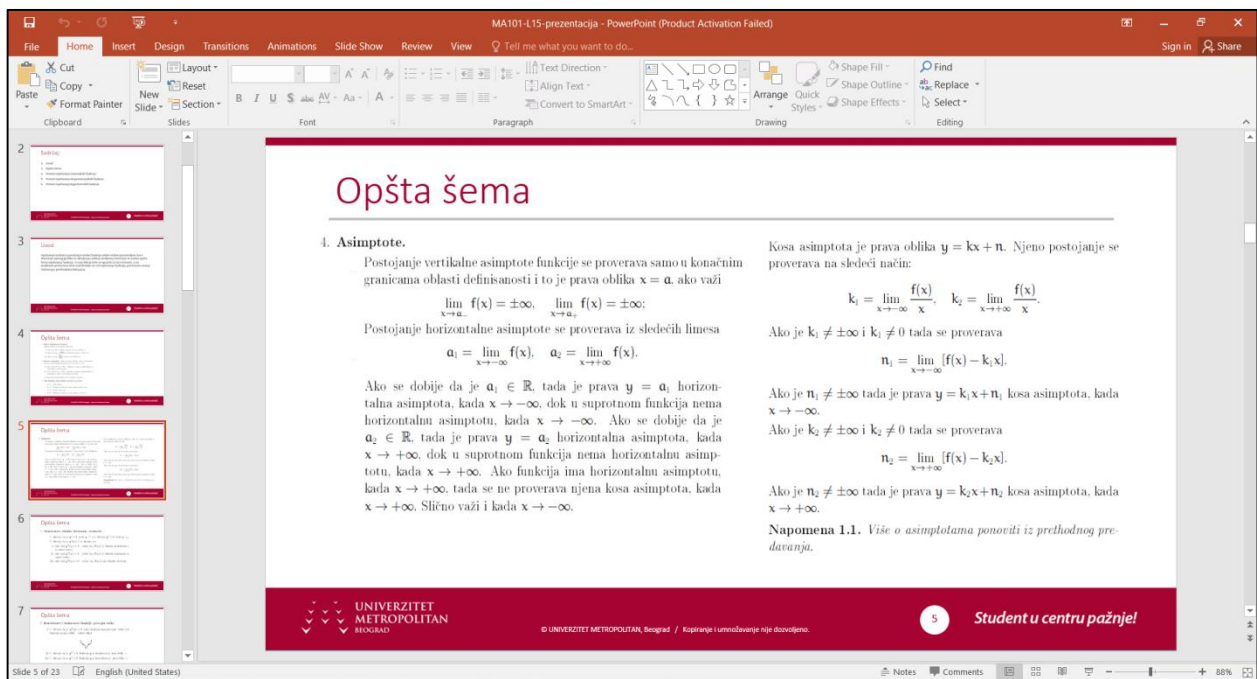 MA101-L15-prezentacija - PowerPoint (Product Activation Failed)
File Home Insert Design Transitions Animations Slide Show Review View Tell me what you want to do... Sign in Share
Paste
Cut
Copy
Format Painter
Clipboard
New Slide
Layout
Reset
Section
Slides
B I U S abc AV Aa A
Font
Text Direction
Align Text
Convert to SmartArt
Paragraph
Arrange
Quick Styles
Shape Fill
Shape Outline
Shape Effects
Drawing
Find
Replace
Select
Editing
2
Sadržaj
3
Uvod
4
Opšta šema
5
Opšta šema
6
Opšta šema
7
Opšta šema
Opšta šema
4. Asimptote.
Postojanje vertikalne asimptote funkcije se proverava samo u konačnim
granicama oblasti definisanosti i to je prava oblika x = a, ako važi
lim x→a₋ f(x) = ±∞, lim x→a₊ f(x) = ±∞;
Postojanje horizontalne asimptote se proverava iz sledećih limesa
a₁ = lim x→−∞ f(x), a₂ = lim x→+∞ f(x).
Ako se dobije da je a₁ ∈ ℝ, tada je prava y = a₁ horizon-
talna asimptota, kada x → −∞, dok u suprotnom funkcija nema
horizontalnu asimptotu, kada x → −∞. Ako se dobije da je
a₂ ∈ ℝ, tada je prava y = a₂ horizontalna asimptota, kada
x → +∞, dok u suprotnom funkcija nema horizontalnu asimp-
totu, kada x → +∞. Ako funkcija ima horizontalnu asimptotu,
kada x → +∞, tada se ne proverava njena kosa asimptota, kada
x → +∞. Slično važi i kada x → −∞.
Kosa asimptota je prava oblika y = kx + n. Njeno postojanje se
proverava na sledeći način:
k₁ = lim x→−∞ f(x)/x, k₂ = lim x→+∞ f(x)/x.
Ako je k₁ ≠ ±∞ i k₁ ≠ 0 tada se proverava
n₁ = lim x→−∞ [f(x) − k₁x].
Ako je n₁ ≠ ±∞ tada je prava y = k₁x+n₁ kosa asimptota, kada
x → −∞.
Ako je k₂ ≠ ±∞ i k₂ ≠ 0 tada se proverava
n₂ = lim x→+∞ [f(x) − k₂x].
Ako je n₂ ≠ ±∞ tada je prava y = k₂x+n₂ kosa asimptota, kada
x → +∞.
Napomena 1.1. Više o asimptotama ponoviti iz prethodnog pre-
davanja.
UNIVERZITET
METROPOLITAN
BEOGRAD
© UNIVERZITET METROPOLITAN, Beograd / Kopiranje i umnožavanje nije dozvoljeno.
5
Student u centru pažnje!
Slide 5 of 23 English (United States) Notes Comments 88%